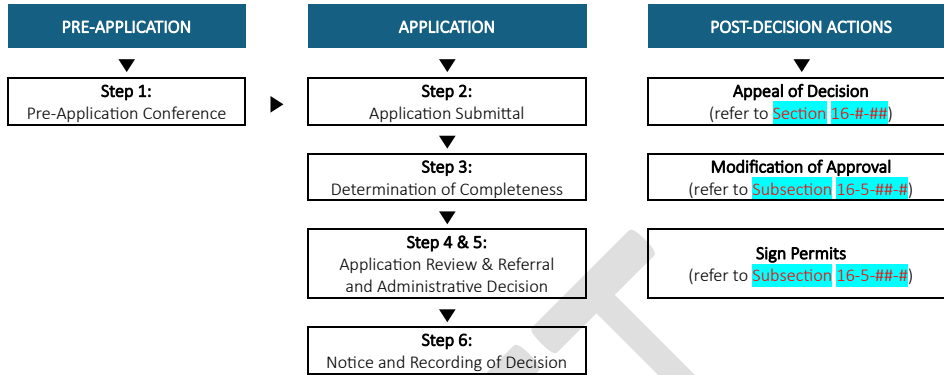 PRE-APPLICATION
Step 1:
Pre-Application Conference
APPLICATION
Step 2:
Application Submittal
Step 3:
Determination of Completeness
Step 4 & 5:
Application Review & Referral
and Administrative Decision
Step 6:
Notice and Recording of Decision
POST-DECISION ACTIONS
Appeal of Decision
(refer to Section 16-#-##)
Modification of Approval
(refer to Subsection 16-5-##-#)
Sign Permits
(refer to Subsection 16-5-##-#)